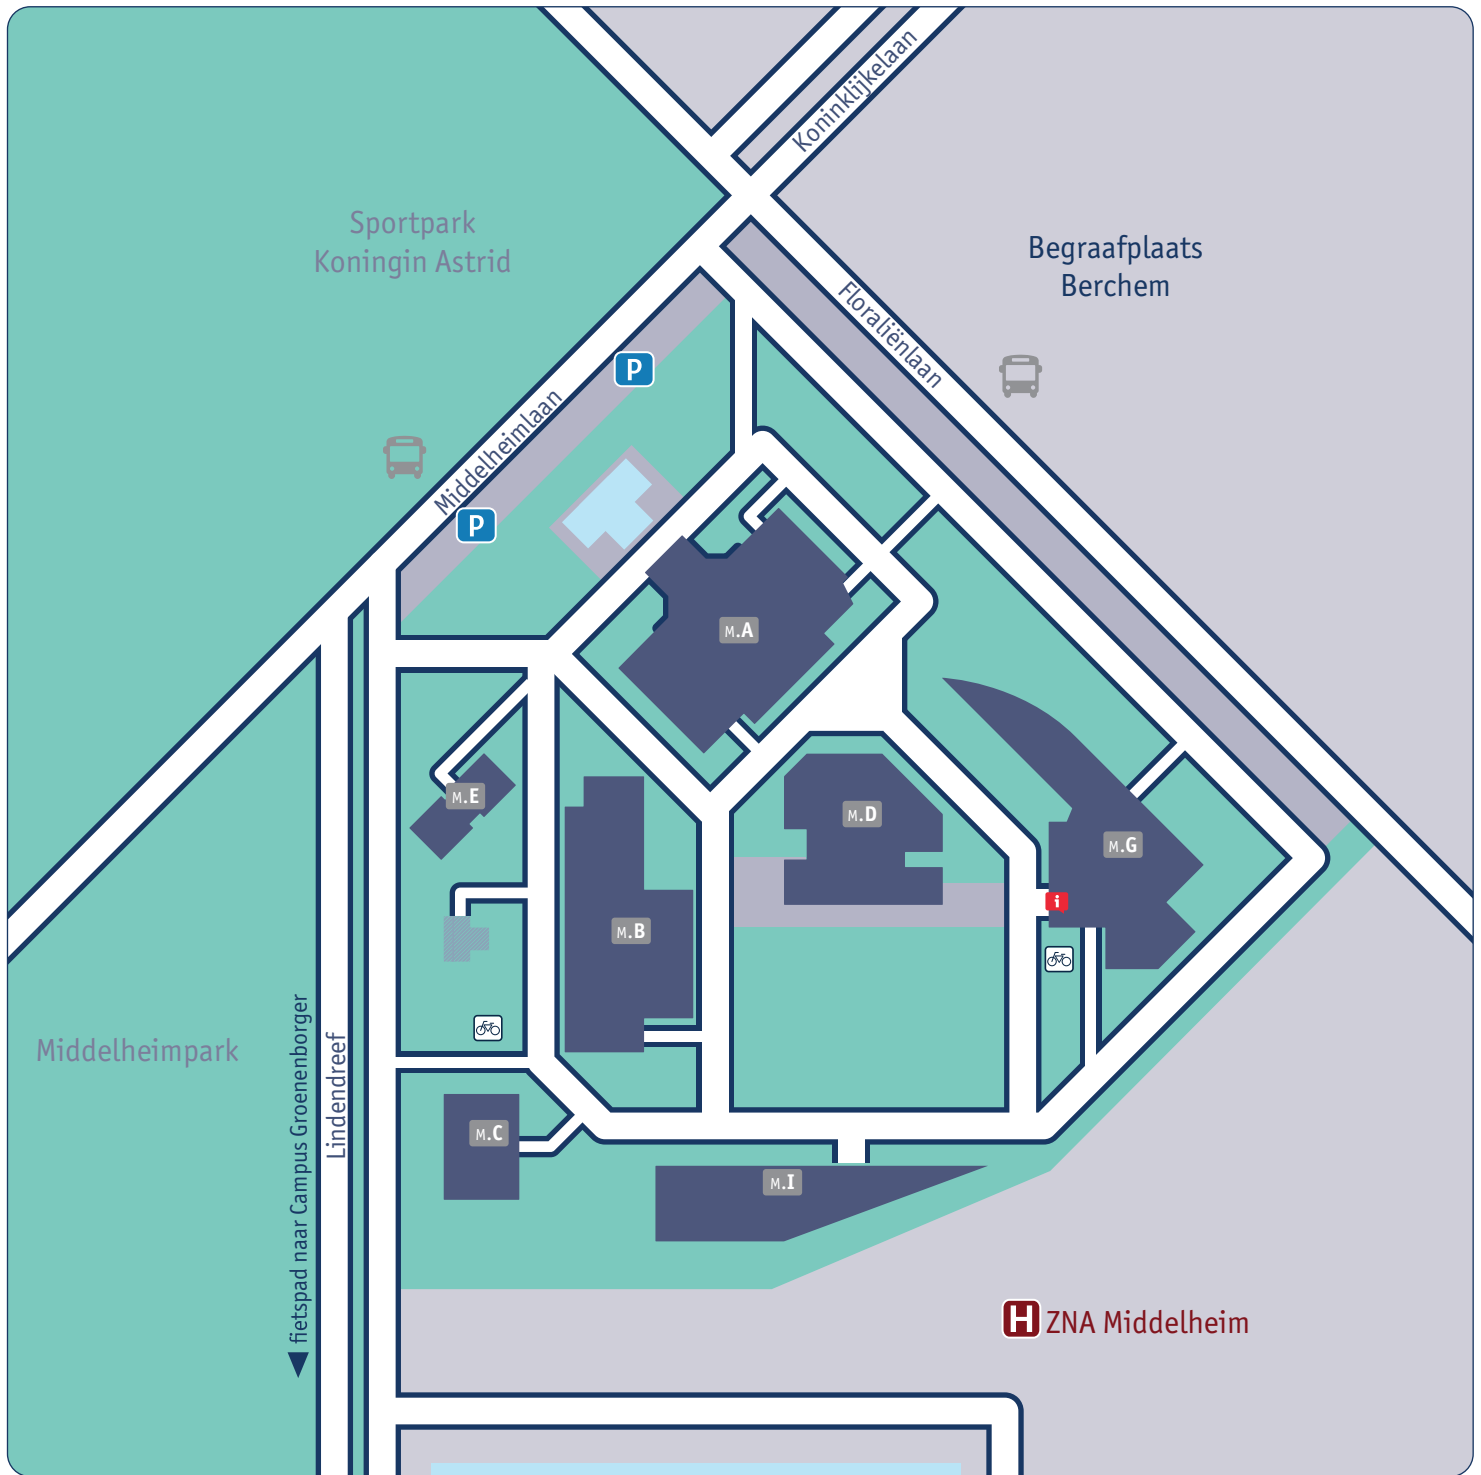 Koninklijkelaan
Sportpark
Koningin Astrid
Begraafplaats
Berchem
Floraliënlaan
P
Middelheimlaan
P
M.A
M.E
M.D
M.G
i
M.B
Middelheimpark
fietspad naar Campus Groenenborger
Lindendreef
M.C
M.I
H ZNA Middelheim